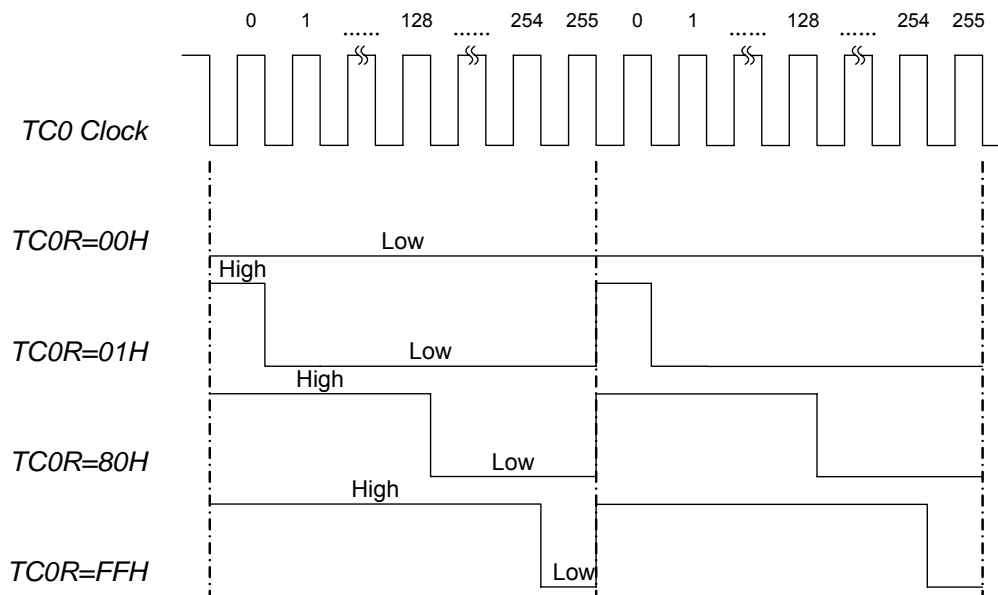 0 1 ...... 128 ...... 254 255 0 1 ...... 128 ...... 254 255
TC0 Clock
TC0R=00H Low
High
TC0R=01H Low
High
TC0R=80H Low
High
TC0R=FFH Low